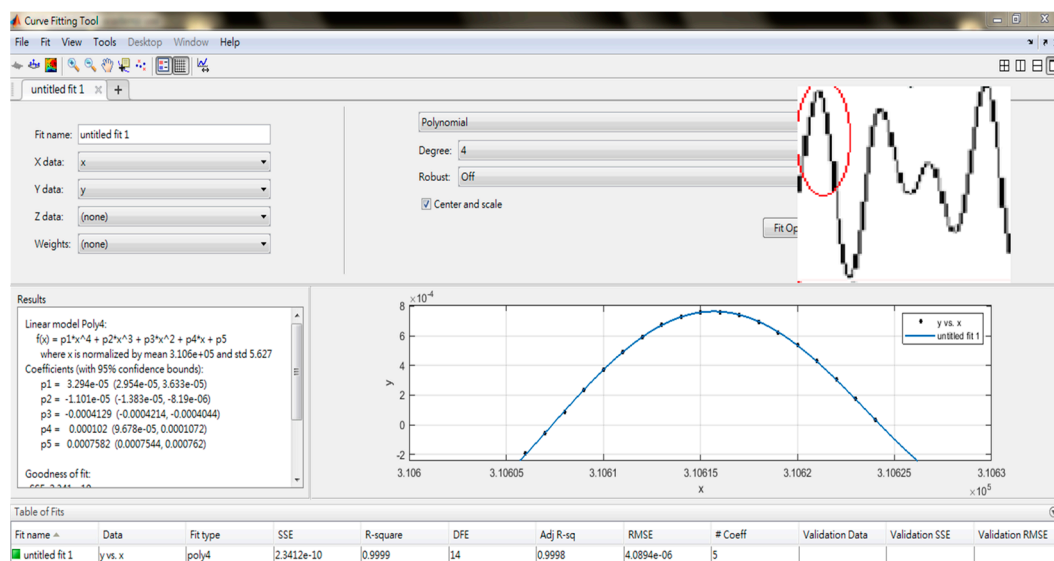 Curve Fitting Tool
File Fit View Tools Desktop Window Help
untitled fit 1
Fit name: untitled fit 1
X data: x
Y data: y
Z data: (none)
Weights: (none)
Polynomial
Degree: 4
Robust: Off
Center and scale
Fit Op
Results
Linear model Poly4:
f(x) = p1*x^4 + p2*x^3 + p3*x^2 + p4*x + p5
where x is normalized by mean 3.106e+05 and std 5.627
Coefficients (with 95% confidence bounds):
p1 = 3.294e-05 (2.954e-05, 3.633e-05)
p2 = -1.101e-05 (-1.383e-05, -8.19e-06)
p3 = -0.0004129 (-0.0004214, -0.0004044)
p4 = 0.000102 (9.678e-05, 0.0001072)
p5 = 0.0007582 (0.0007544, 0.000762)
Goodness of fit:
×10^-4
8
6
4
2
0
-2
y
y vs. x
untitled fit 1
3.106 3.10605 3.1061 3.10615 3.1062 3.10625 3.1063
x
×10^5
Table of Fits
Fit name Data Fit type SSE R-square DFE Adj R-sq RMSE # Coeff Validation Data Validation SSE Validation RMSE
untitled fit 1 y vs. x poly4 2.3412e-10 0.9999 14 0.9998 4.0894e-06 5